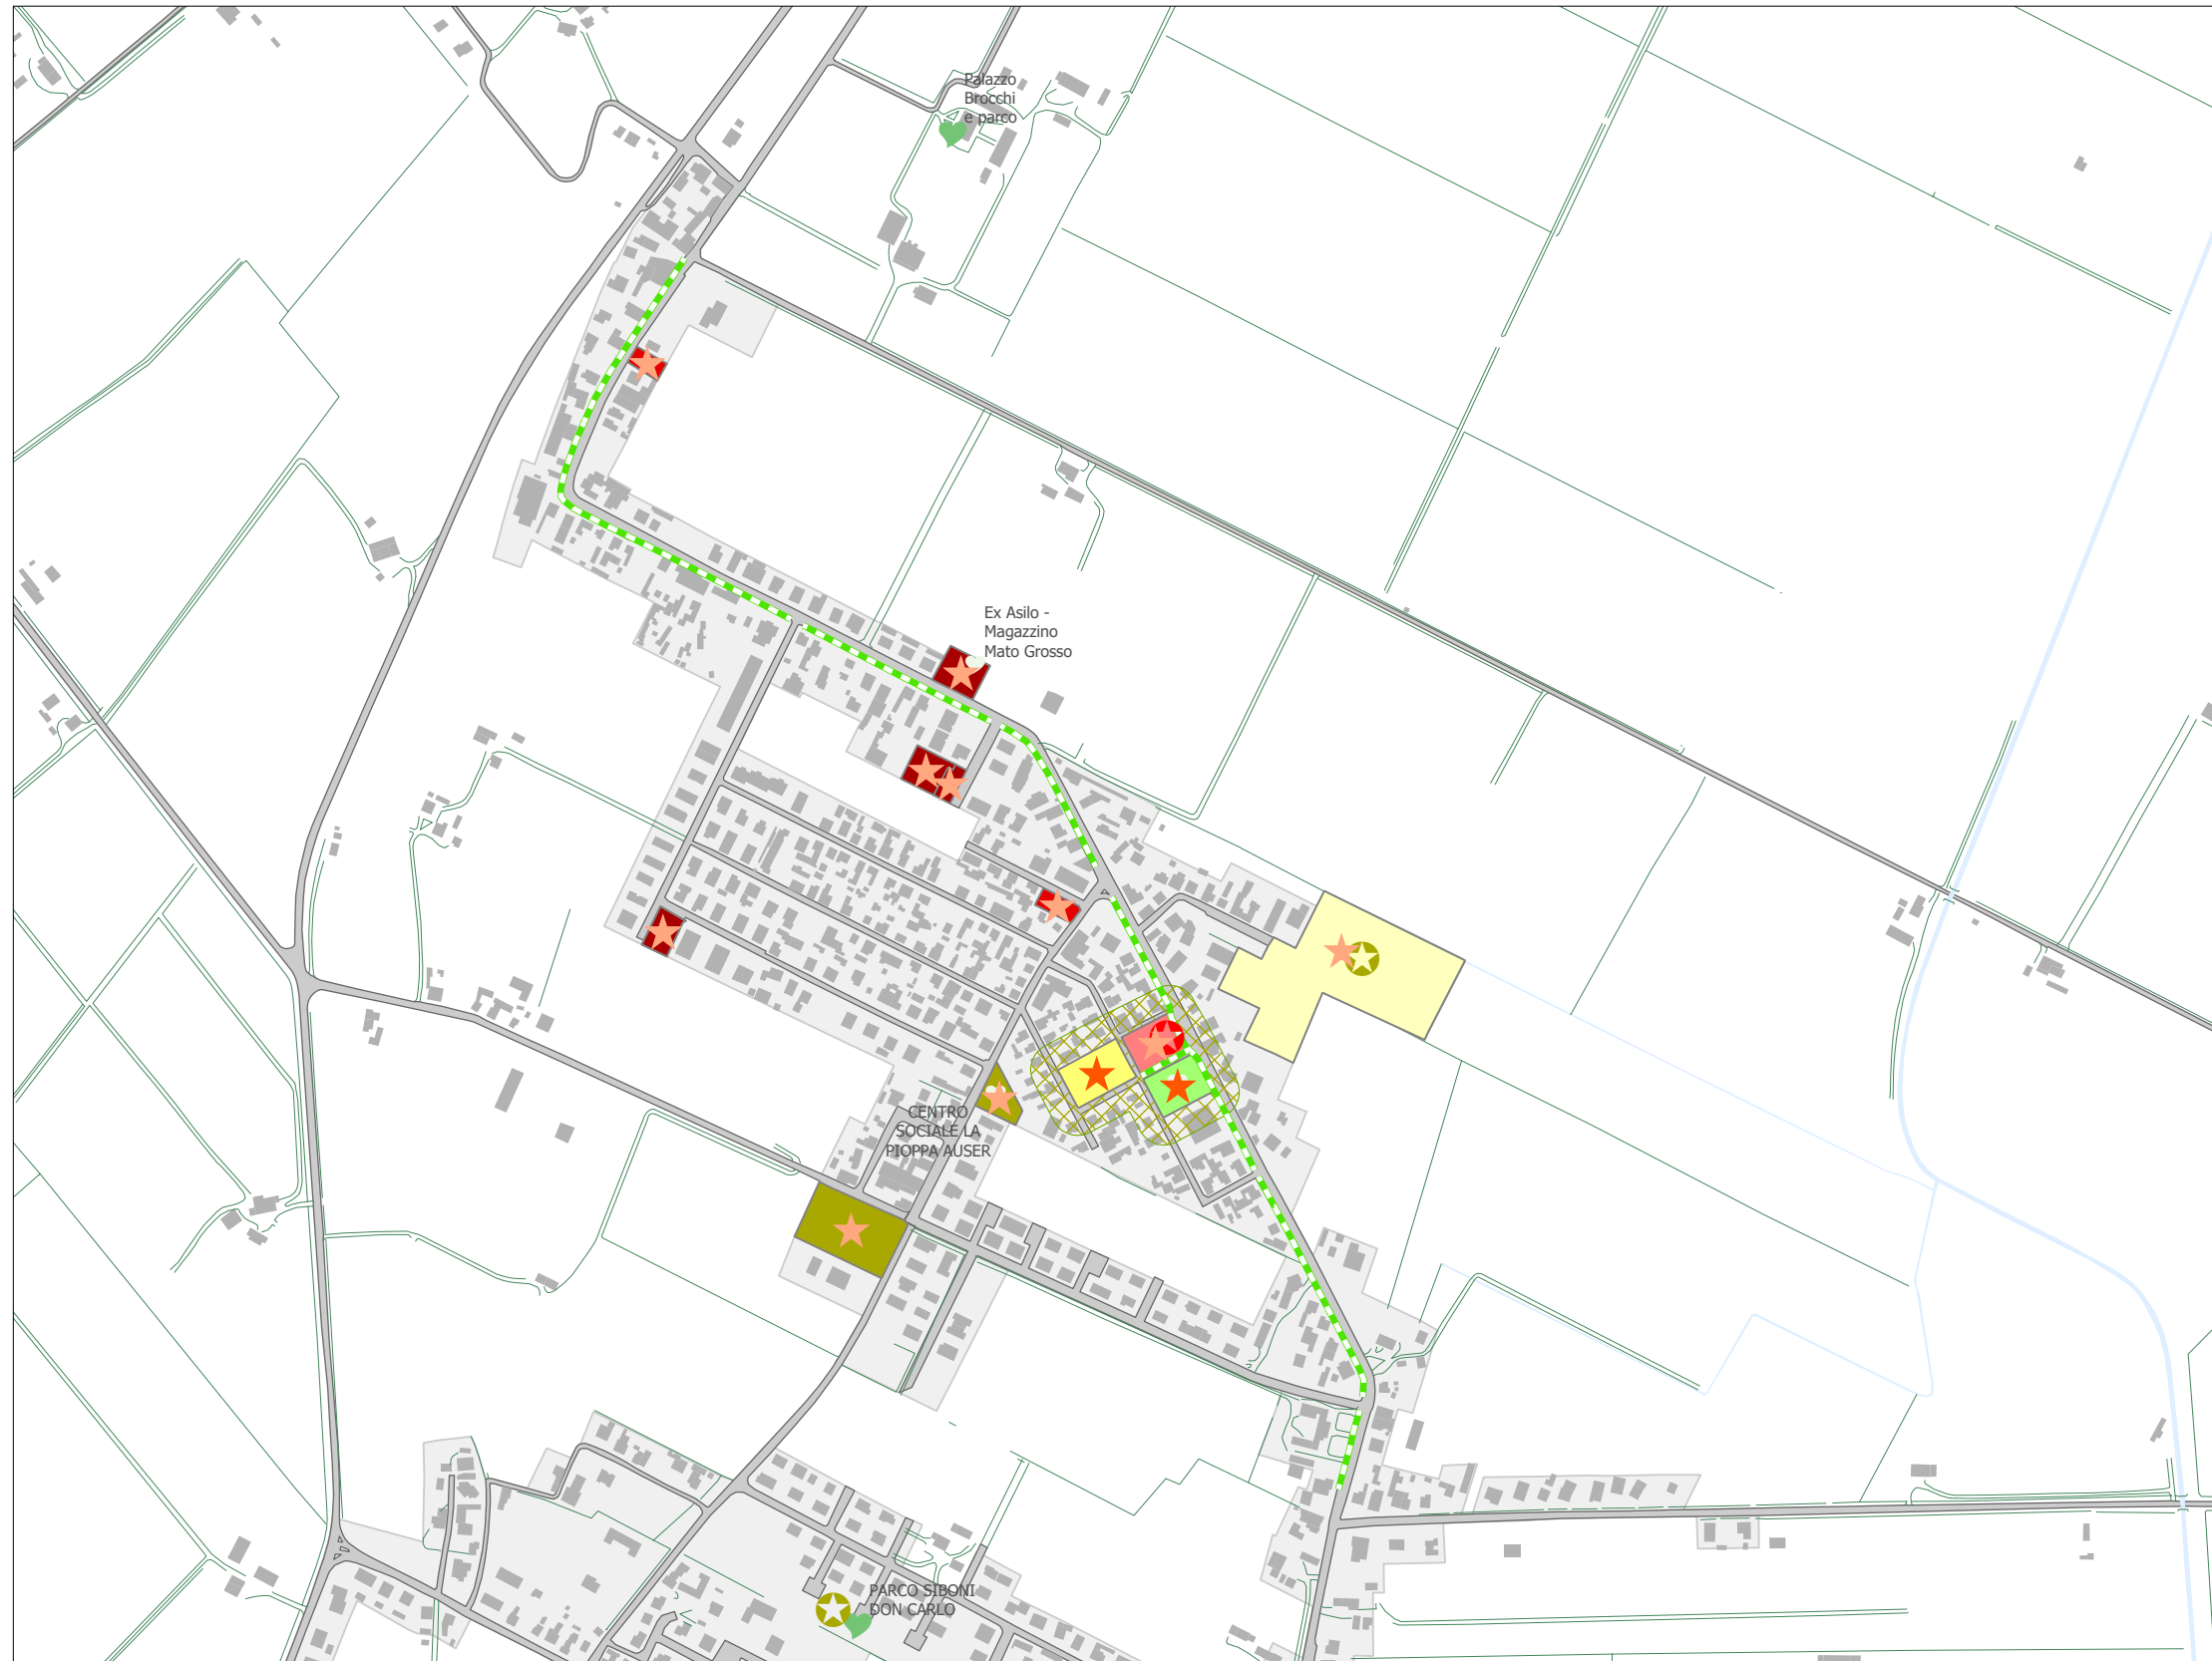 Palazzo
Brocchi
e parco
Ex Asilo -
Magazzino
Mato Grosso
CENTRO
SOCIALE LA
PIOPPA AUSER
PARCO SIBONI
DON CARLO